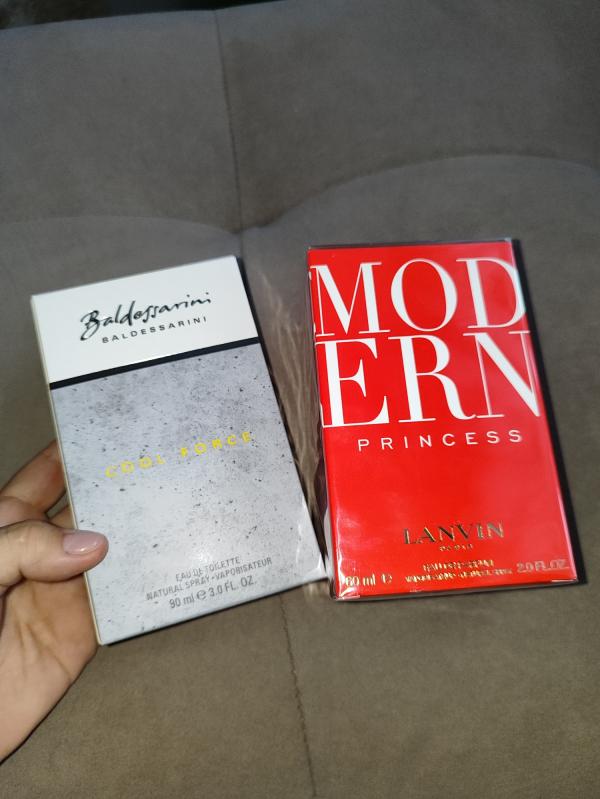 Baldessarini
BALDESSARINI
COOL FORCE
EAU DE TOILETTE
NATURAL SPRAY • VAPORISATEUR
90 ml ℮ 3.0 FL. OZ.
MOD
ERN
PRINCESS
LANVIN
PARIS
60 ml ℮
2.0 FL.OZ.